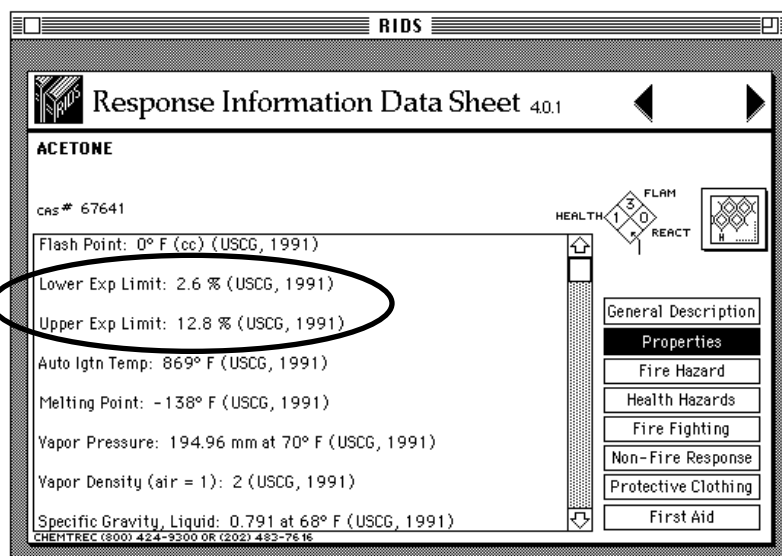 RIDS
RIDS
Response Information Data Sheet 4.0.1
ACETONE
CAS# 67641
HEALTH
FLAM
3
1
0
REACT
H
Flash Point: 0° F (cc) (USCG, 1991)
Lower Exp Limit: 2.6 % (USCG, 1991)
Upper Exp Limit: 12.8 % (USCG, 1991)
Auto Igtn Temp: 869° F (USCG, 1991)
Melting Point: -138° F (USCG, 1991)
Vapor Pressure: 194.96 mm at 70° F (USCG, 1991)
Vapor Density (air = 1): 2 (USCG, 1991)
Specific Gravity, Liquid: 0.791 at 68° F (USCG, 1991)
General Description
Properties
Fire Hazard
Health Hazards
Fire Fighting
Non-Fire Response
Protective Clothing
First Aid
CHEMTREC (800) 424-9300 OR (202) 483-7616